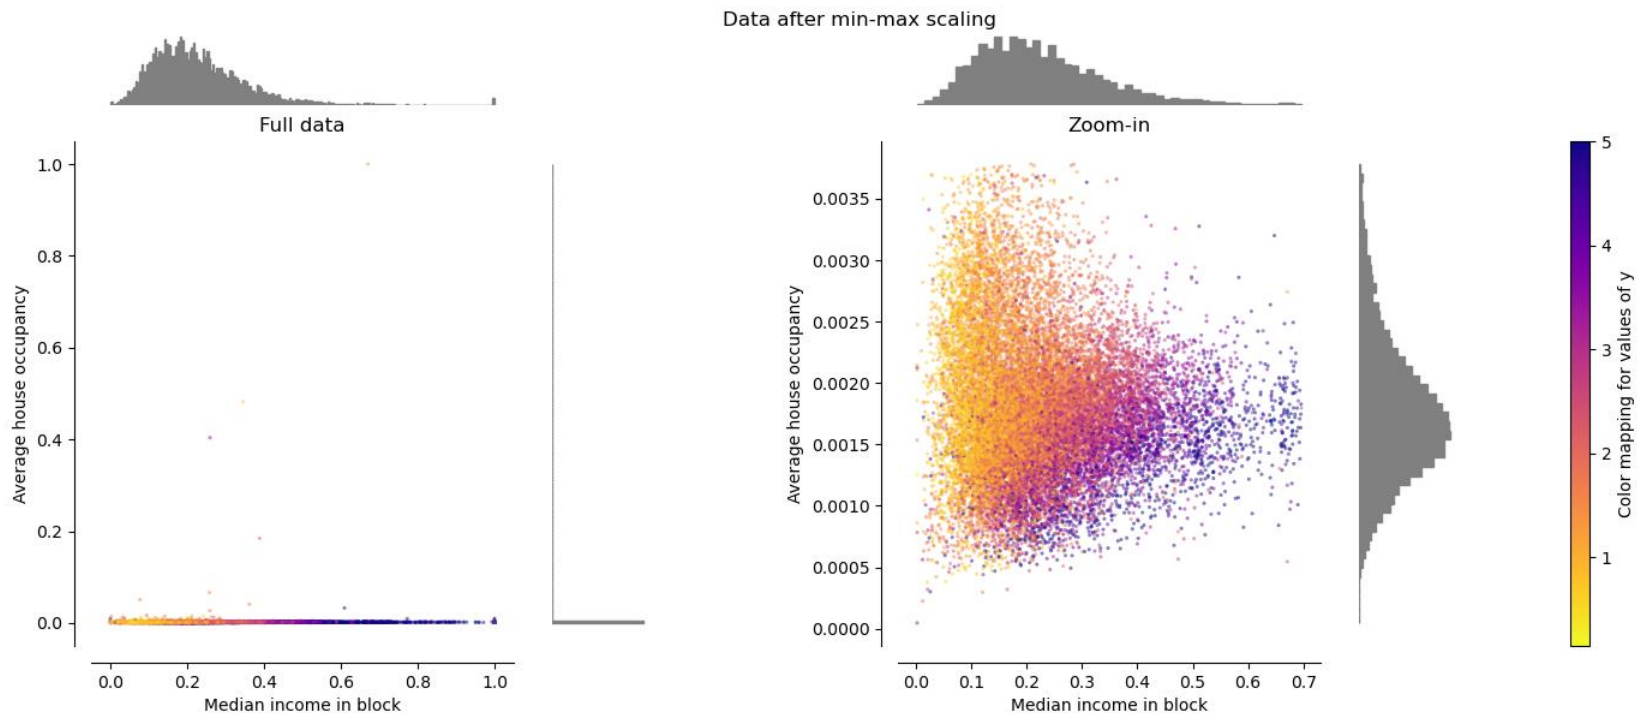 Data after min-max scaling
Full data
1.0
0.8
0.6
0.4
0.2
0.0
Average house occupancy
0.0 0.2 0.4 0.6 0.8 1.0
Median income in block
Zoom-in
0.0035
0.0030
0.0025
0.0020
0.0015
0.0010
0.0005
0.0000
Average house occupancy
0.0 0.1 0.2 0.3 0.4 0.5 0.6 0.7
Median income in block
5
4
3
2
1
Color mapping for values of y